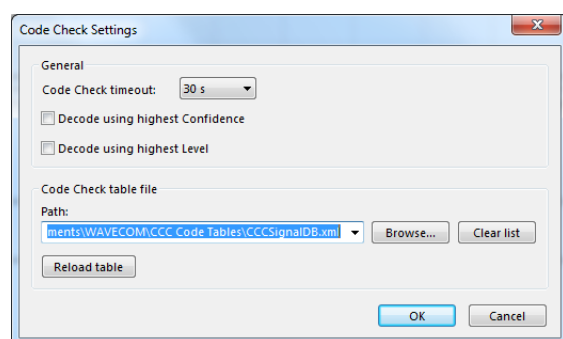 Code Check Settings
General
Code Check timeout: 30 s
Decode using highest Confidence
Decode using highest Level
Code Check table file
Path:
ments\WAVECOM\CCC Code Tables\CCCSignalDB.xml Browse... Clear list
Reload table
OK Cancel